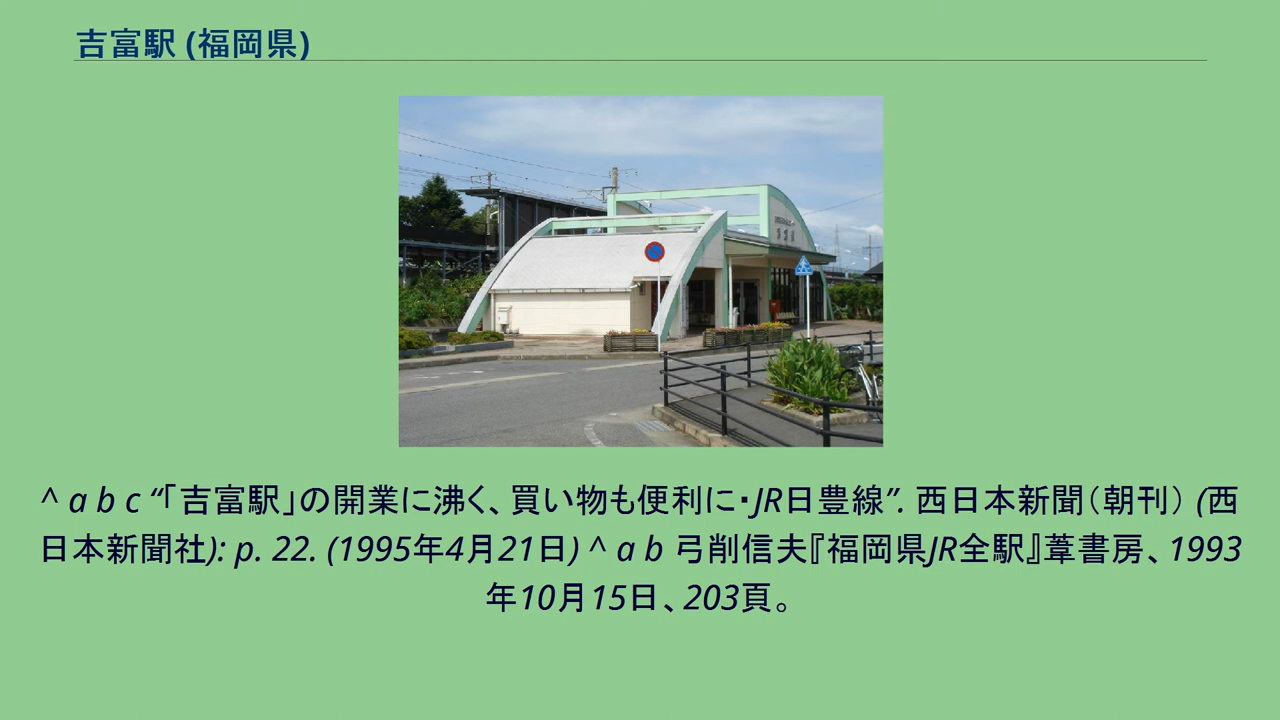 吉富駅 (福岡県)
^ a b c “「吉富駅」の開業に沸く、買い物も便利に・JR日豊線”. 西日本新聞（朝刊） (西
日本新聞社): p. 22. (1995年4月21日) ^ a b 弓削信夫『福岡県JR全駅』葦書房、1993
年10月15日、203頁。